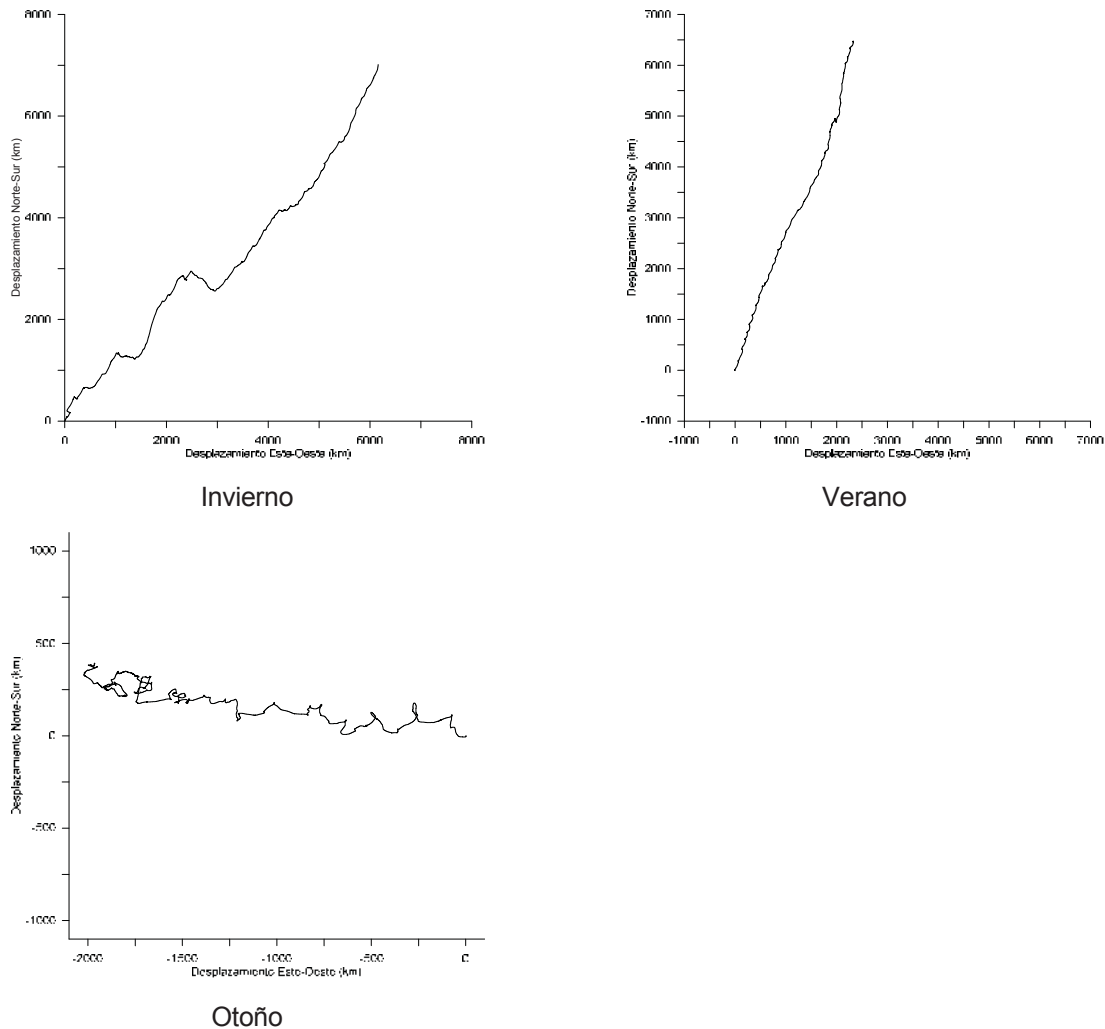 8000
6000
4000
2000
0
Desplazamiento Norte-Sur (km)
0 2000 4000 6000 8000
Desplazamiento Este-Oeste (km)
Invierno
7000
6000
5000
4000
3000
2000
1000
0
-1000
Desplazamiento Norte-Sur (km)
-1000 0 1000 2000 3000 4000 5000 6000 7000
Desplazamiento Este-Oeste (km)
Verano
1000
500
0
-500
-1000
Desplazamiento Norte-Sur (km)
-2000 -1500 -1000 -500 0
Desplazamiento Este-Oeste (km)
Otoño